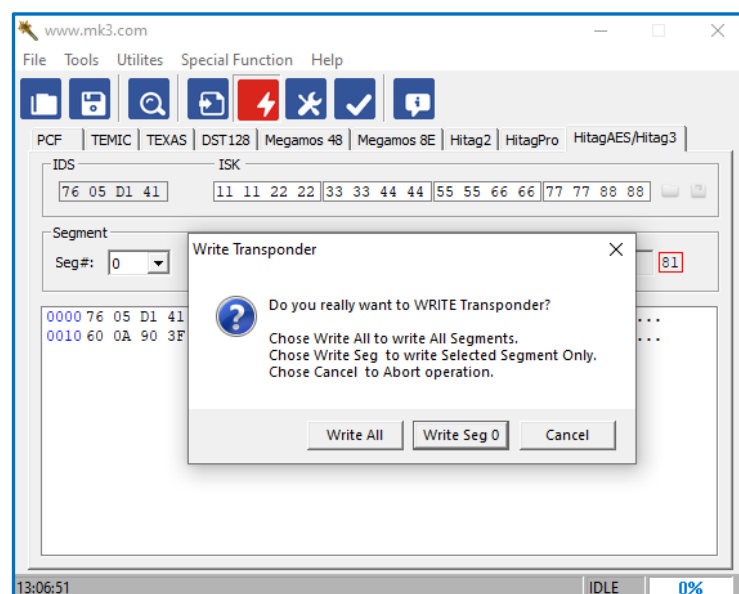 www.mk3.com
File Tools Utilites Special Function Help
PCF TEMIC TEXAS DST128 Megamos 48 Megamos 8E Hitag2 HitagPro HitagAES/Hitag3
IDS ISK
76 05 D1 41 11 11 22 22 33 33 44 44 55 55 66 66 77 77 88 88
Segment
Seg#: 0 81
Write Transponder
0000 76 05 D1 41 ...
0010 60 0A 90 3F ...
Do you really want to WRITE Transponder?
Chose Write All to write All Segments.
Chose Write Seg to write Selected Segment Only.
Chose Cancel to Abort operation.
Write All Write Seg 0 Cancel
13:06:51 IDLE 0%